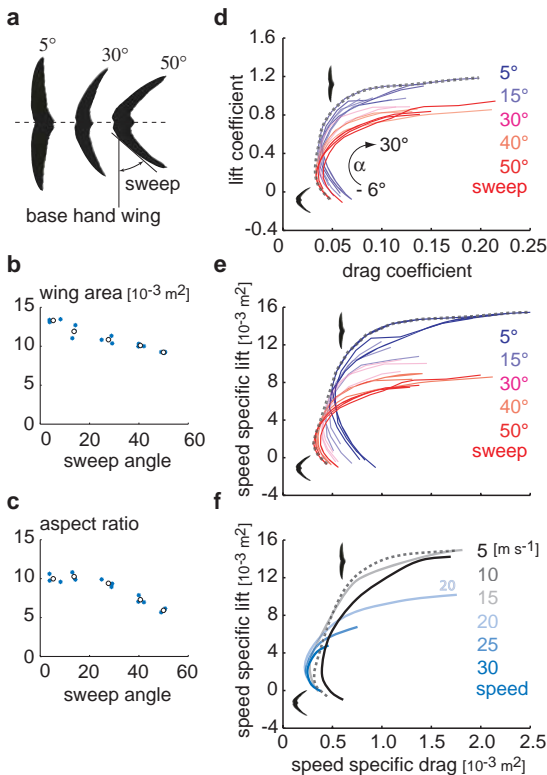 a
5°
30°
50°
sweep
base hand wing
b
wing area [10⁻³ m²]
15
10
5
0
0 20 40 60
sweep angle
c
aspect ratio
15
10
5
0
0 20 40 60
sweep angle
d
lift coefficient
1.6
1.2
0.8
0.4
0
-0.4
5°
15°
30°
40°
50°
sweep
30°
α
- 6°
0 0.05 0.10 0.15 0.20 0.25
drag coefficient
e
speed specific lift [10⁻³ m²]
16
12
8
4
0
-4
5°
15°
30°
40°
50°
sweep
f
speed specific lift [10⁻³ m²]
16
12
8
4
0
-4
20
5 [m s⁻¹]
10
15
20
25
30
speed
0 0.5 1.0 1.5 2.0 2.5
speed specific drag [10⁻³ m²]